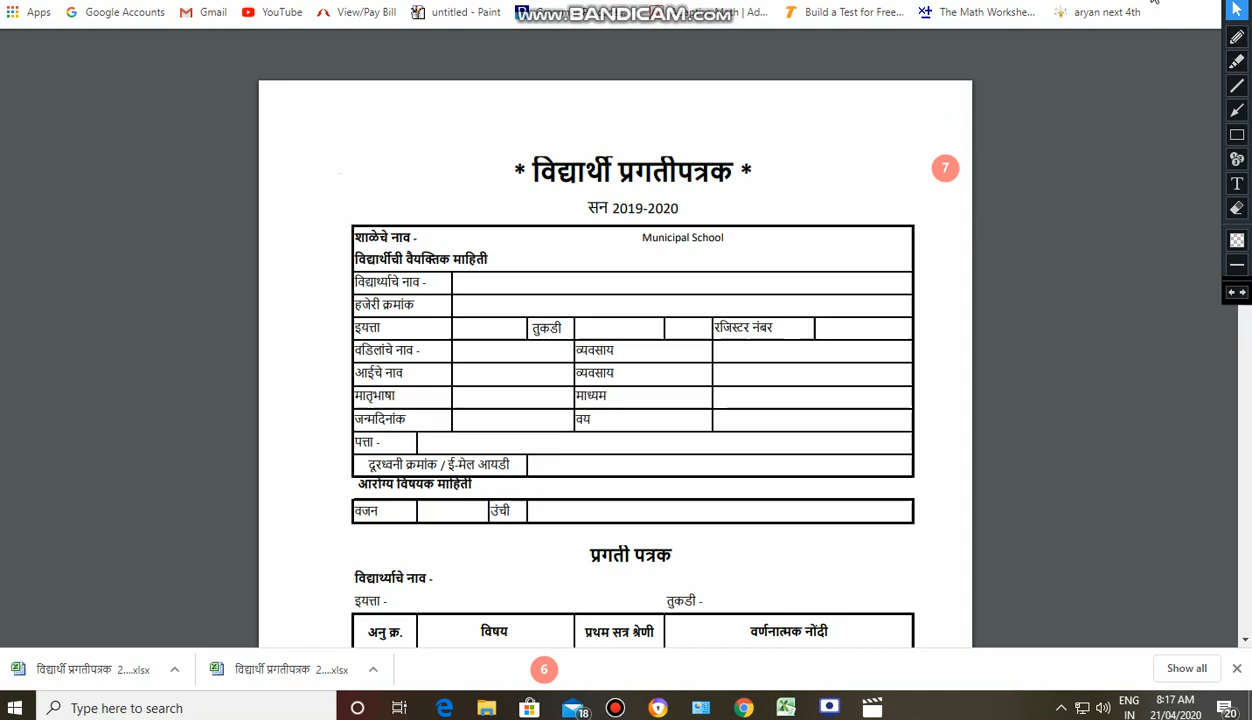 Apps Google Accounts Gmail YouTube View/Pay Bill untitled - Paint www.BANDICAM.com Ad... Build a Test for Free... The Math Workshe... aryan next 4th
* विद्यार्थी प्रगतीपत्रक *
7
सन 2019-2020
शाळेचे नाव - Municipal School
विद्यार्थीची वैयक्तिक माहिती
विद्यार्थ्याचे नाव -
हजेरी क्रमांक
इयत्ता तुकडी रजिस्टर नंबर
वडिलांचे नाव - व्यवसाय
आईचे नाव व्यवसाय
मातृभाषा माध्यम
जन्मदिनांक वय
पत्ता -
दूरध्वनी क्रमांक / ई-मेल आयडी
आरोग्य विषयक माहिती
वजन उंची
प्रगती पत्रक
विद्यार्थ्याचे नाव -
इयत्ता - तुकडी -
अनु क्र. विषय प्रथम सत्र श्रेणी वर्णनात्मक नोंदी
विद्यार्थी प्रगतीपत्रक 2....xlsx विद्यार्थी प्रगतीपत्रक 2....xlsx 6 Show all
Type here to search 18 ENG 8:17 AM
IN 21/04/2020 20